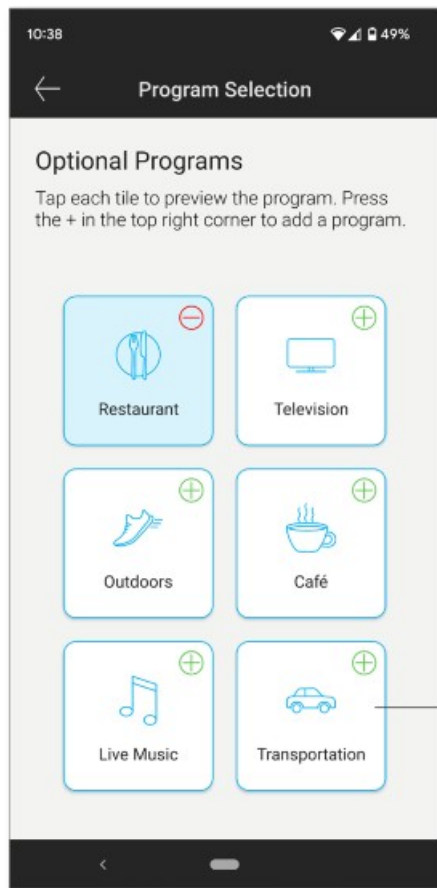 10:38 49%
Program Selection
Optional Programs
Tap each tile to preview the program. Press
the + in the top right corner to add a program.
Restaurant Television
Outdoors Café
Live Music Transportation